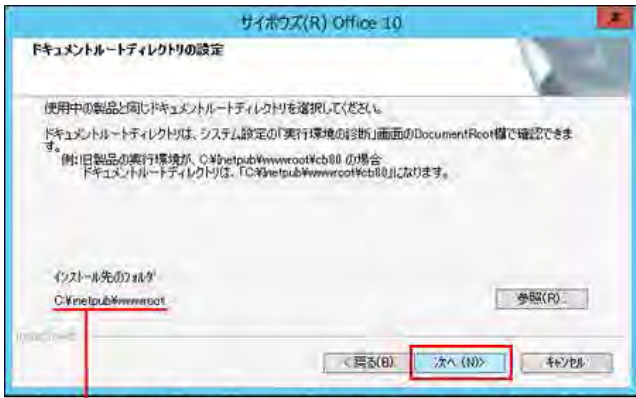 サイボウズ(R) Office 10
ドキュメントルートディレクトリの設定
使用中の製品と同じドキュメントルートディレクトリを選択してください。
ドキュメントルートディレクトリは、システム設定の「実行環境の診断」画面のDocumentRoot欄で確認できま
す。
例:旧製品の実行環境が、C:¥Inetpub¥wwwroot¥cb80 の場合
ドキュメントルートディレクトリは、「C:¥Inetpub¥wwwroot¥cb80」になります。
インストール先のフォルダ
C:¥inetpub¥wwwroot
参照(R)...
InstallShield
< 戻る(B)
次へ (N)>
キャンセル